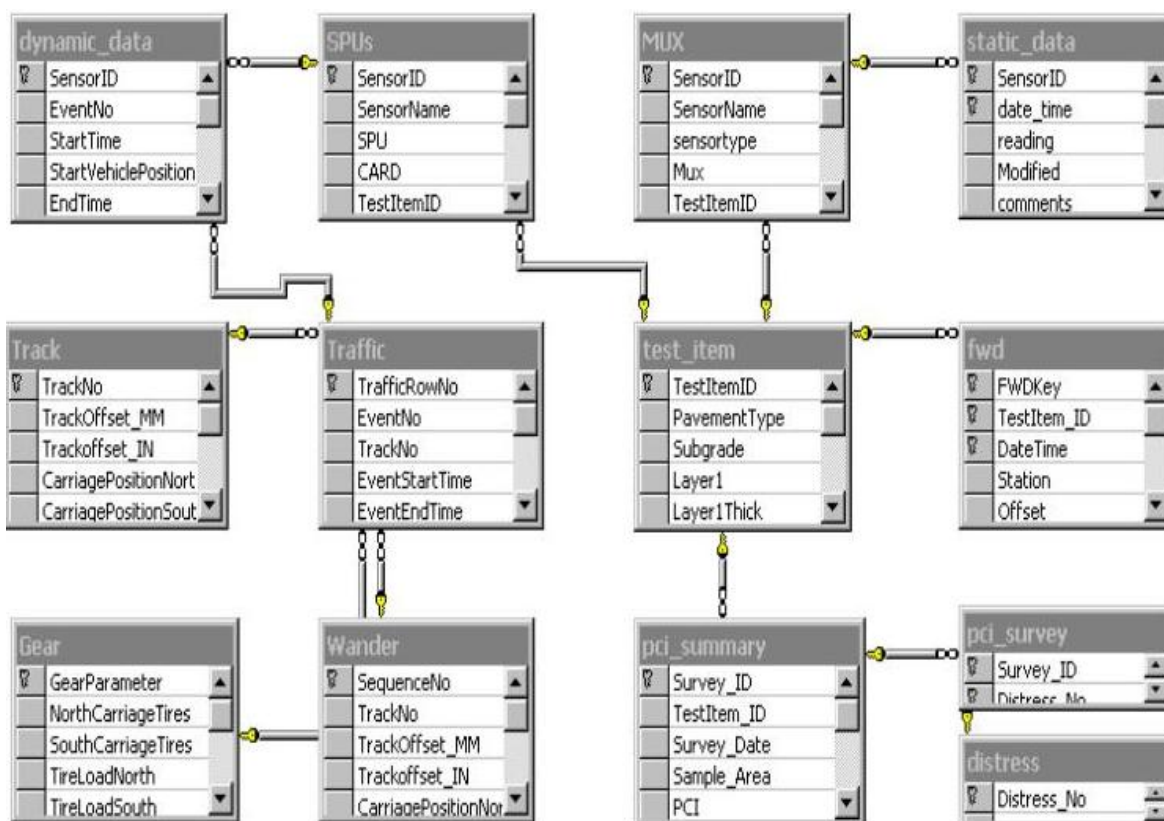 dynamic_data
SensorID
EventNo
StartTime
StartVehiclePosition
EndTime
SPUs
SensorID
SensorName
SPU
CARD
TestItemID
MUX
SensorID
SensorName
sensortype
Mux
TestItemID
static_data
SensorID
date_time
reading
Modified
comments
Track
TrackNo
TrackOffset_MM
Trackoffset_IN
CarriagePositionNort
CarriagePositionSout
Traffic
TrafficRowNo
EventNo
TrackNo
EventStartTime
EventEndTime
test_item
TestItemID
PavementType
Subgrade
Layer1
Layer1Thick
fwd
FWDKey
TestItem_ID
DateTime
Station
Offset
Gear
GearParameter
NorthCarriageTires
SouthCarriageTires
TireLoadNorth
TireLoadSouth
Wander
SequenceNo
TrackNo
TrackOffset_MM
Trackoffset_IN
CarriagePositionNor
pci_summary
Survey_ID
TestItem_ID
Survey_Date
Sample_Area
PCI
pci_survey
Survey_ID
Distress_No
distress
Distress_No